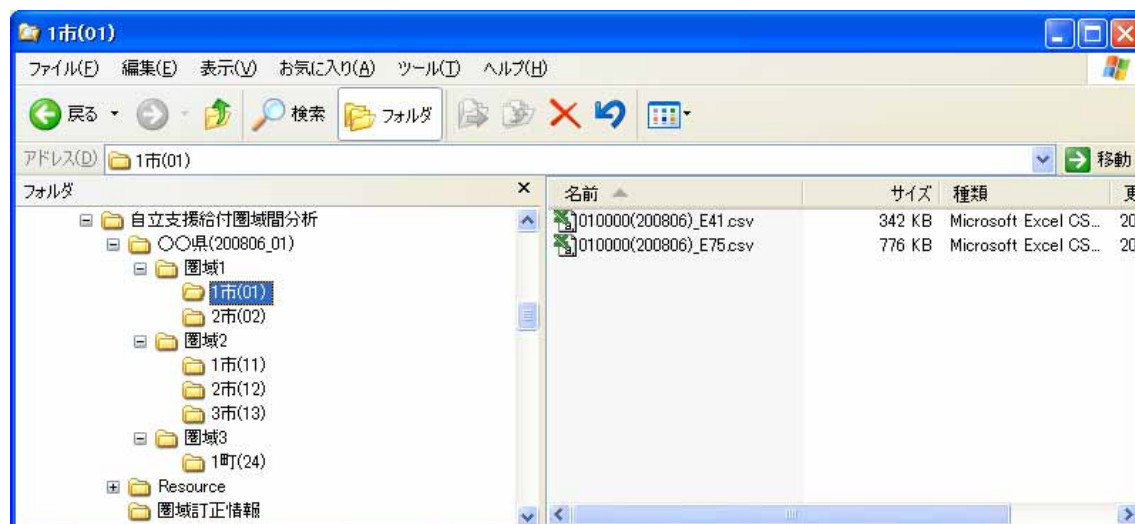 1市(01)
ファイル(F) 編集(E) 表示(V) お気に入り(A) ツール(T) ヘルプ(H)
戻る 検索 フォルダ
アドレス(D) 1市(01) 移動
フォルダ × 名前 サイズ 種類
自立支援給付圏域間分析
〇〇県(200806_01)
圏域1
1市(01)
2市(02)
圏域2
1市(11)
2市(12)
3市(13)
圏域3
1町(24)
Resource
圏域訂正情報
010000(200806)_E41.csv 342 KB Microsoft Excel CS... 20
010000(200806)_E75.csv 776 KB Microsoft Excel CS... 20